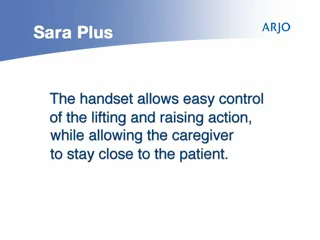 Sara Plus
ARJO
The handset allows easy control
of the lifting and raising action,
while allowing the caregiver
to stay close to the patient.